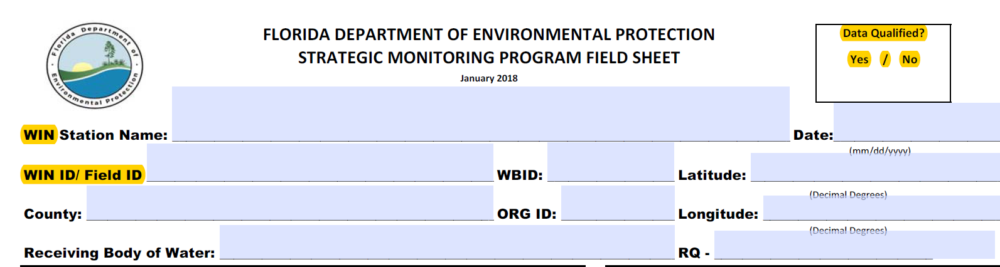 Florida Department of Environmental Protection
FLORIDA DEPARTMENT OF ENVIRONMENTAL PROTECTION
STRATEGIC MONITORING PROGRAM FIELD SHEET
January 2018
Data Qualified?
Yes / No
WIN Station Name: Date:
(mm/dd/yyyy)
WIN ID/ Field ID WBID: Latitude:
(Decimal Degrees)
County: ORG ID: Longitude:
(Decimal Degrees)
Receiving Body of Water: RQ -